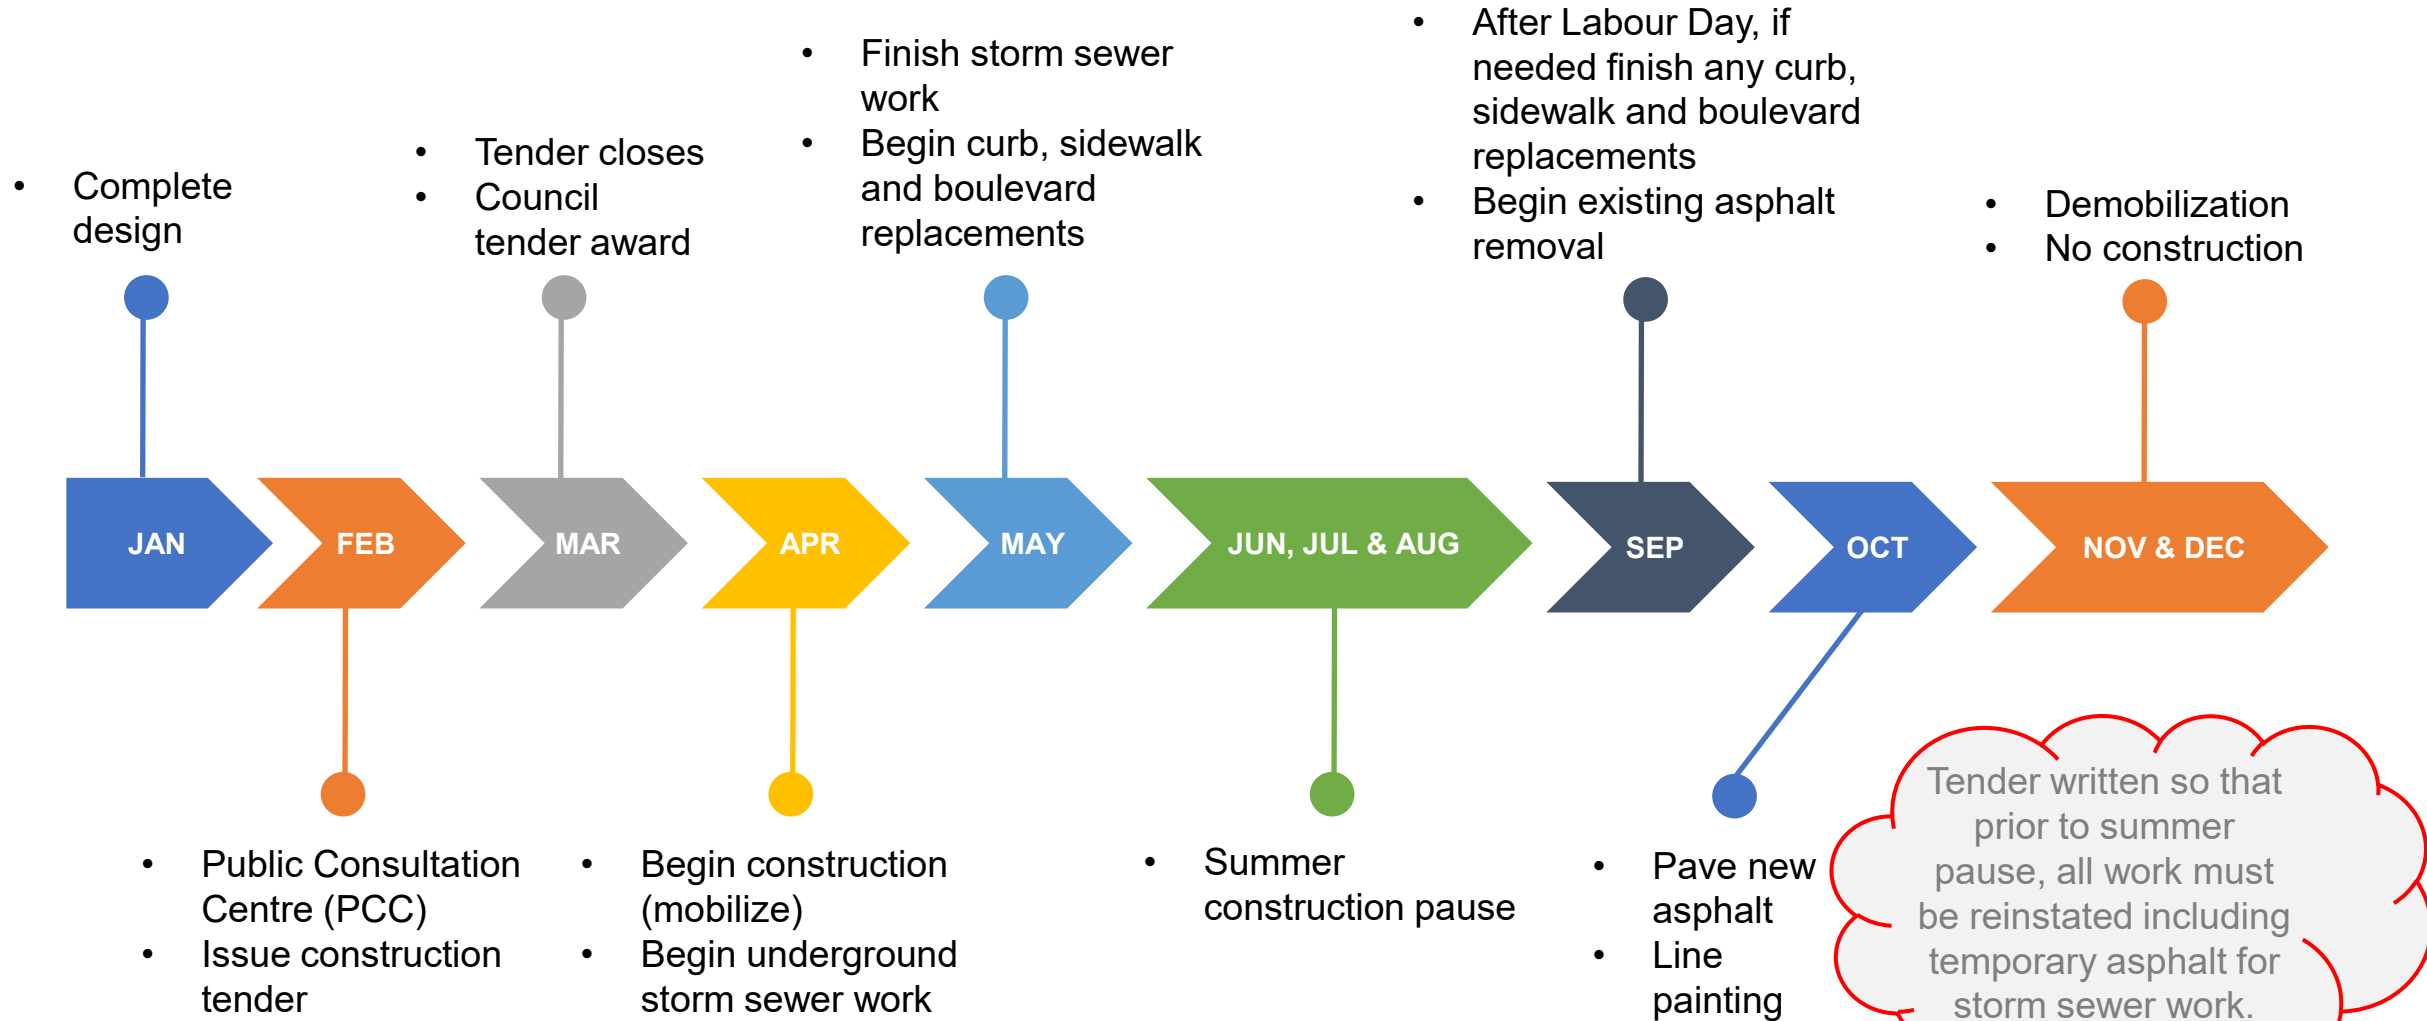 • Complete
design
• Tender closes
• Council
tender award
• Finish storm sewer
work
• Begin curb, sidewalk
and boulevard
replacements
• After Labour Day, if
needed finish any curb,
sidewalk and boulevard
replacements
• Begin existing asphalt
removal
• Demobilization
• No construction
JAN
FEB
MAR
APR
MAY
JUN, JUL & AUG
SEP
OCT
NOV & DEC
• Public Consultation
Centre (PCC)
• Issue construction
tender
• Begin construction
(mobilize)
• Begin underground
storm sewer work
• Summer
construction pause
• Pave new
asphalt
• Line
painting
Tender written so that
prior to summer
pause, all work must
be reinstated including
temporary asphalt for
storm sewer work.